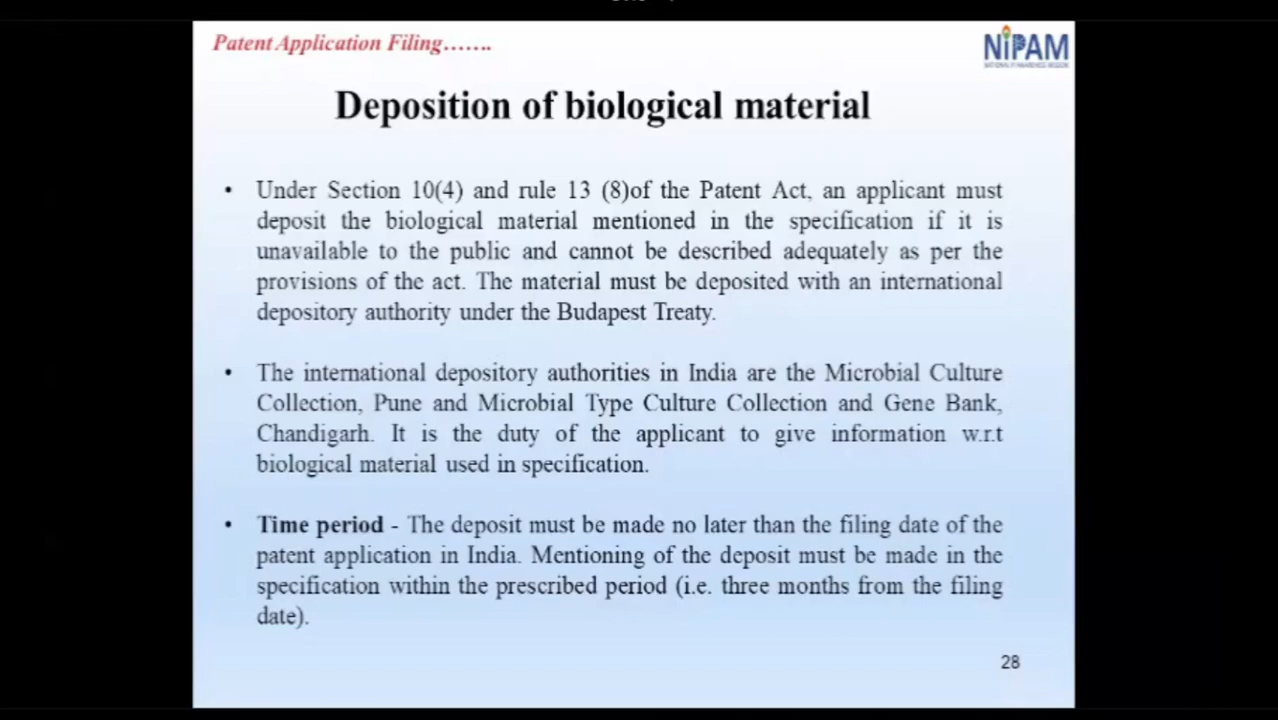 Patent Application Filing.......
NIPAM
Deposition of biological material
• Under Section 10(4) and rule 13 (8)of the Patent Act, an applicant must
deposit the biological material mentioned in the specification if it is
unavailable to the public and cannot be described adequately as per the
provisions of the act. The material must be deposited with an international
depository authority under the Budapest Treaty.
• The international depository authorities in India are the Microbial Culture
Collection, Pune and Microbial Type Culture Collection and Gene Bank,
Chandigarh. It is the duty of the applicant to give information w.r.t
biological material used in specification.
• Time period - The deposit must be made no later than the filing date of the
patent application in India. Mentioning of the deposit must be made in the
specification within the prescribed period (i.e. three months from the filing
date).
28